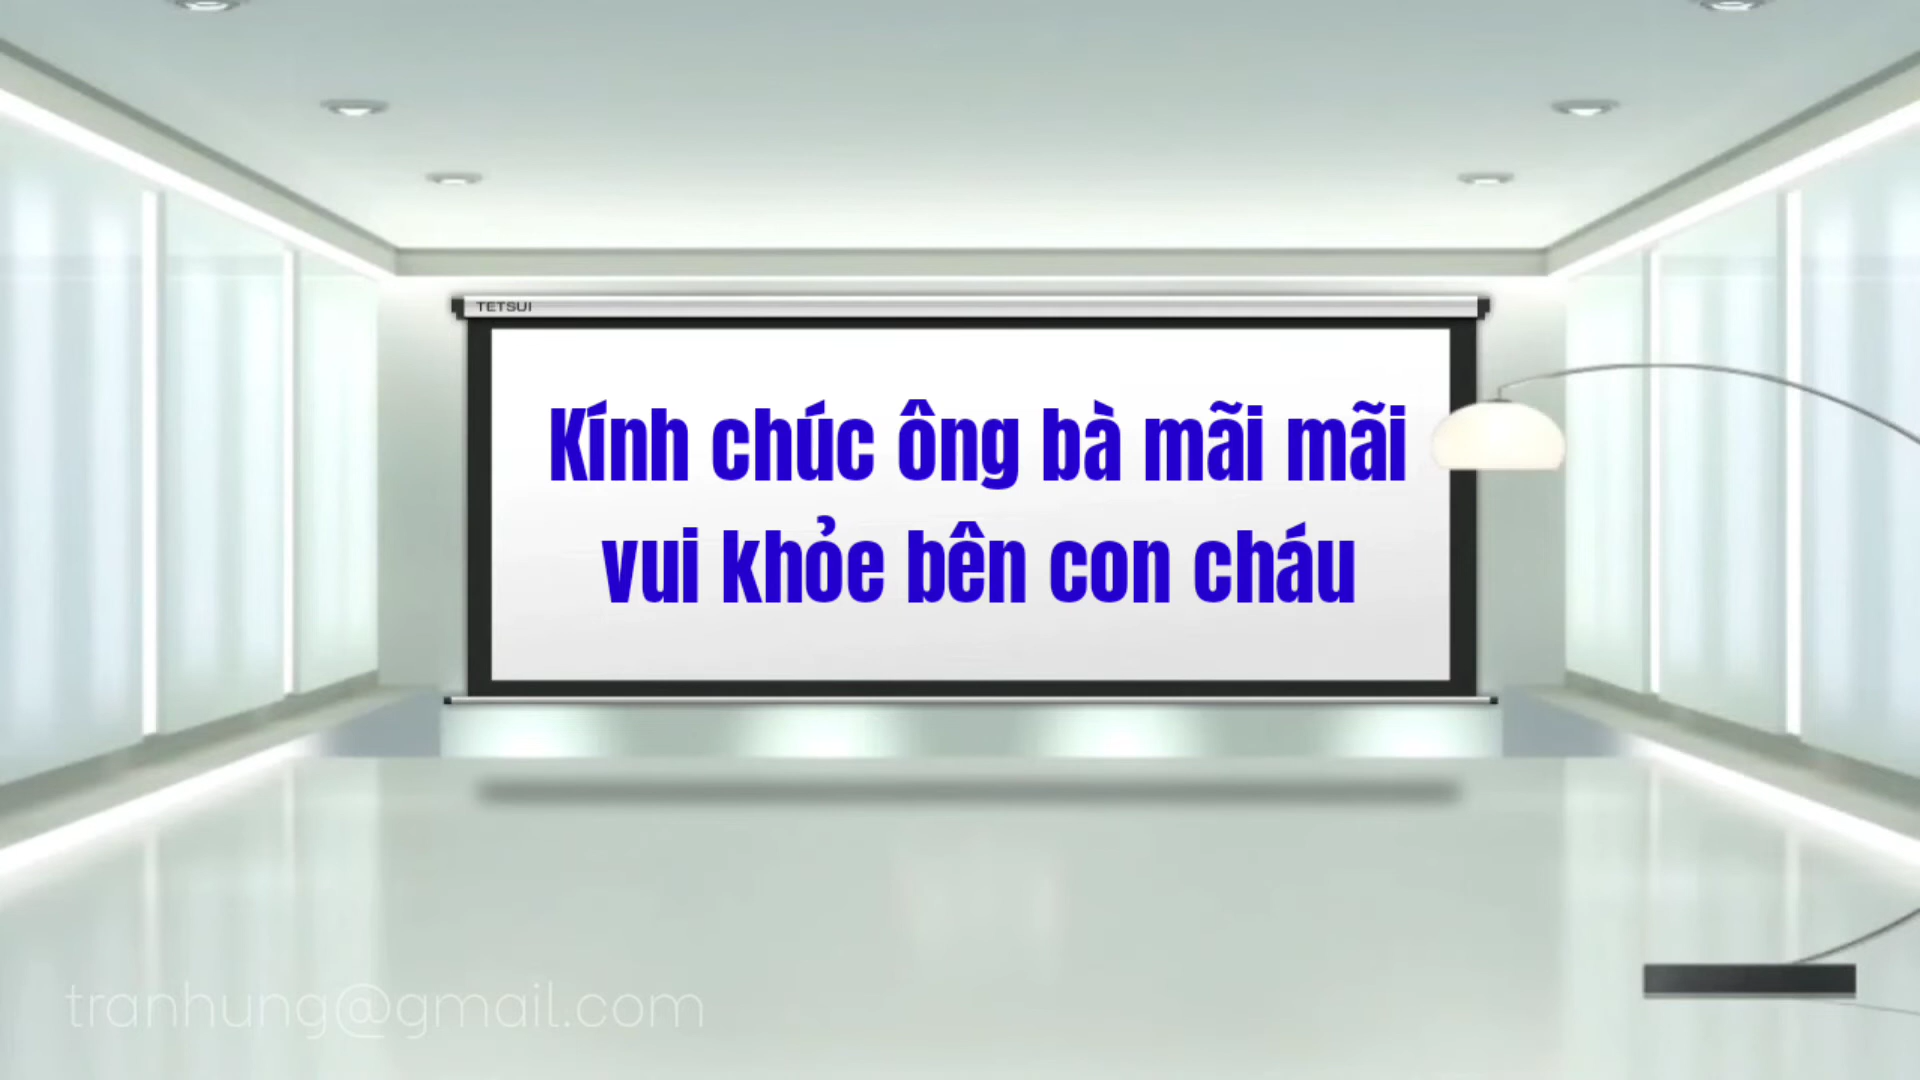 TETSUI
Kính chúc ông bà mãi mãi
vui khỏe bên con cháu
tranhung@gmail.com